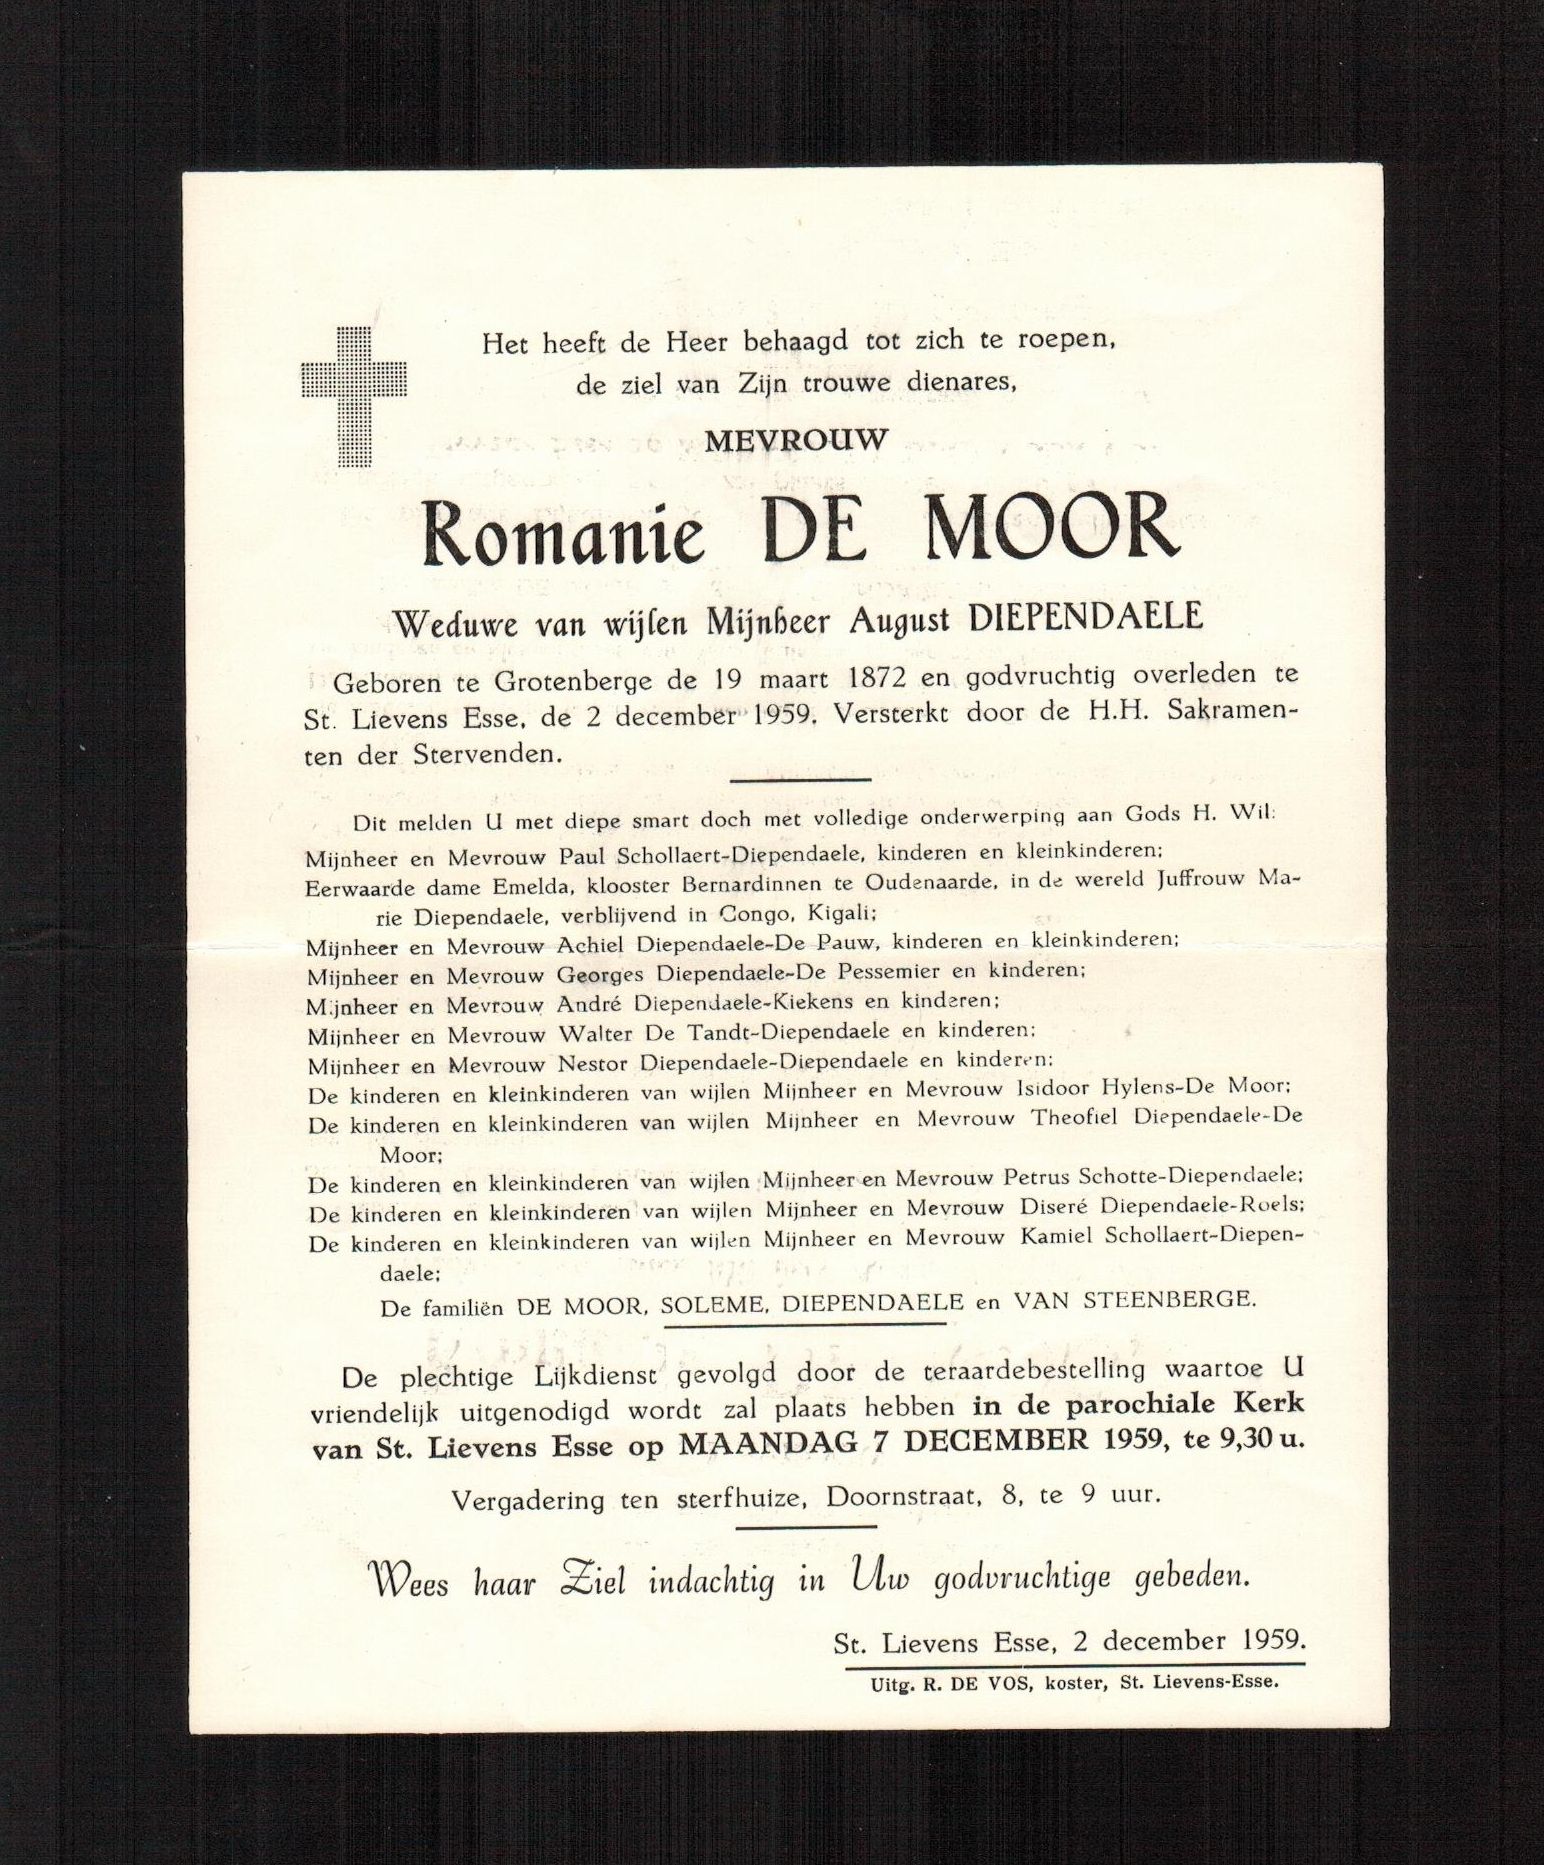 Het heeft de Heer behaagd tot zich te roepen,
de ziel van Zijn trouwe dienares,
MEVROUW
Romanie DE MOOR
Weduwe van wijlen Mijnheer August DIEPENDAELE
Geboren te Grotenberge de 19 maart 1872 en godvruchtig overleden te
St. Lievens Esse, de 2 december 1959. Versterkt door de H.H. Sakramen-
ten der Stervenden.
Dit melden U met diepe smart doch met volledige onderwerping aan Gods H. Wil:
Mijnheer en Mevrouw Paul Schollaert-Diependaele, kinderen en kleinkinderen;
Eerwaarde dame Emelda, klooster Bernardinnen te Oudenaarde, in de wereld Juffrouw Ma-
rie Diependaele, verblijvend in Congo, Kigali;
Mijnheer en Mevrouw Achiel Diependaele-De Pauw, kinderen en kleinkinderen;
Mijnheer en Mevrouw Georges Diependaele-De Pessemier en kinderen;
Mijnheer en Mevrouw André Diependaele-Kiekens en kinderen;
Mijnheer en Mevrouw Walter De Tandt-Diependaele en kinderen;
Mijnheer en Mevrouw Nestor Diependaele-Diependaele en kinderen;
De kinderen en kleinkinderen van wijlen Mijnheer en Mevrouw Isidoor Hylens-De Moor;
De kinderen en kleinkinderen van wijlen Mijnheer en Mevrouw Theofiel Diependaele-De
Moor;
De kinderen en kleinkinderen van wijlen Mijnheer en Mevrouw Petrus Schotte-Diependaele;
De kinderen en kleinkinderen van wijlen Mijnheer en Mevrouw Diseré Diependaele-Roels;
De kinderen en kleinkinderen van wijlen Mijnheer en Mevrouw Kamiel Schollaert-Diepen-
daele;
De familiën DE MOOR, SOLEME, DIEPENDAELE en VAN STEENBERGE.
De plechtige Lijkdienst gevolgd door de teraardebestelling waartoe U
vriendelijk uitgenodigd wordt zal plaats hebben in de parochiale Kerk
van St. Lievens Esse op MAANDAG 7 DECEMBER 1959, te 9,30 u.
Vergadering ten sterfhuize, Doornstraat, 8, te 9 uur.
Wees haar Ziel indachtig in Uw godvruchtige gebeden.
St. Lievens Esse, 2 december 1959.
Uitg. R. DE VOS, koster, St. Lievens-Esse.